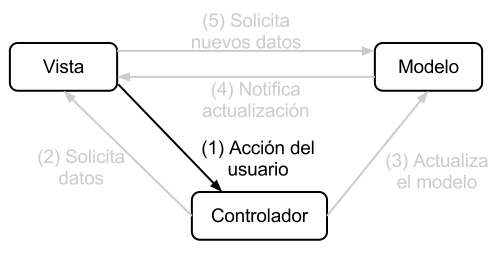 (5) Solicita
nuevos datos
Vista
Modelo
(4) Notifica
actualización
(1) Acción del
usuario
(2) Solicita
datos
(3) Actualiza
el modelo
Controlador